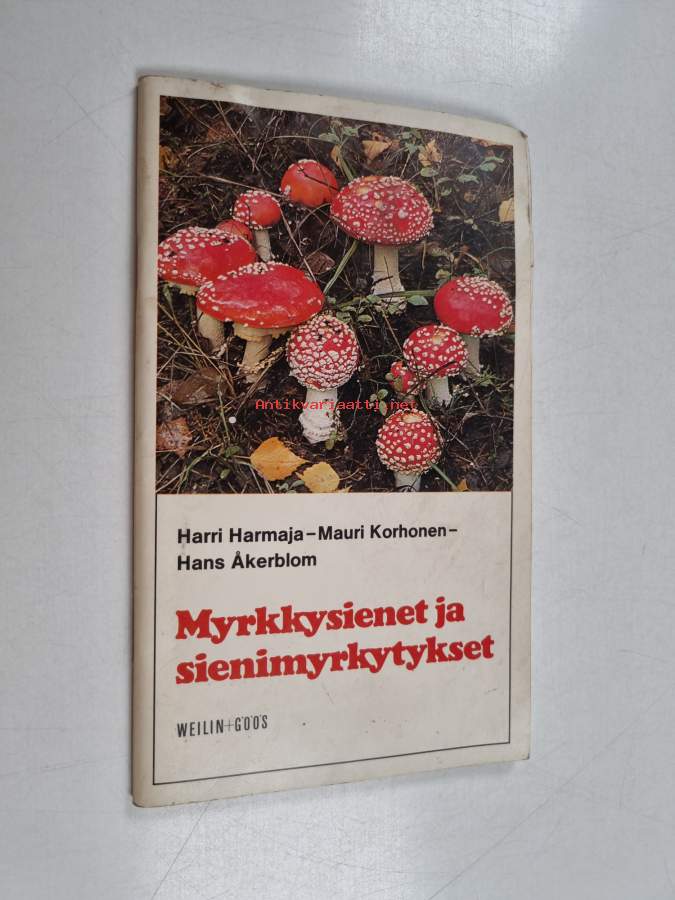 Antikvariaatti.net
Harri Harmaja–Mauri Korhonen–
Hans Åkerblom
Myrkkysienet ja
sienimyrkytykset
WEILIN+GÖÖS